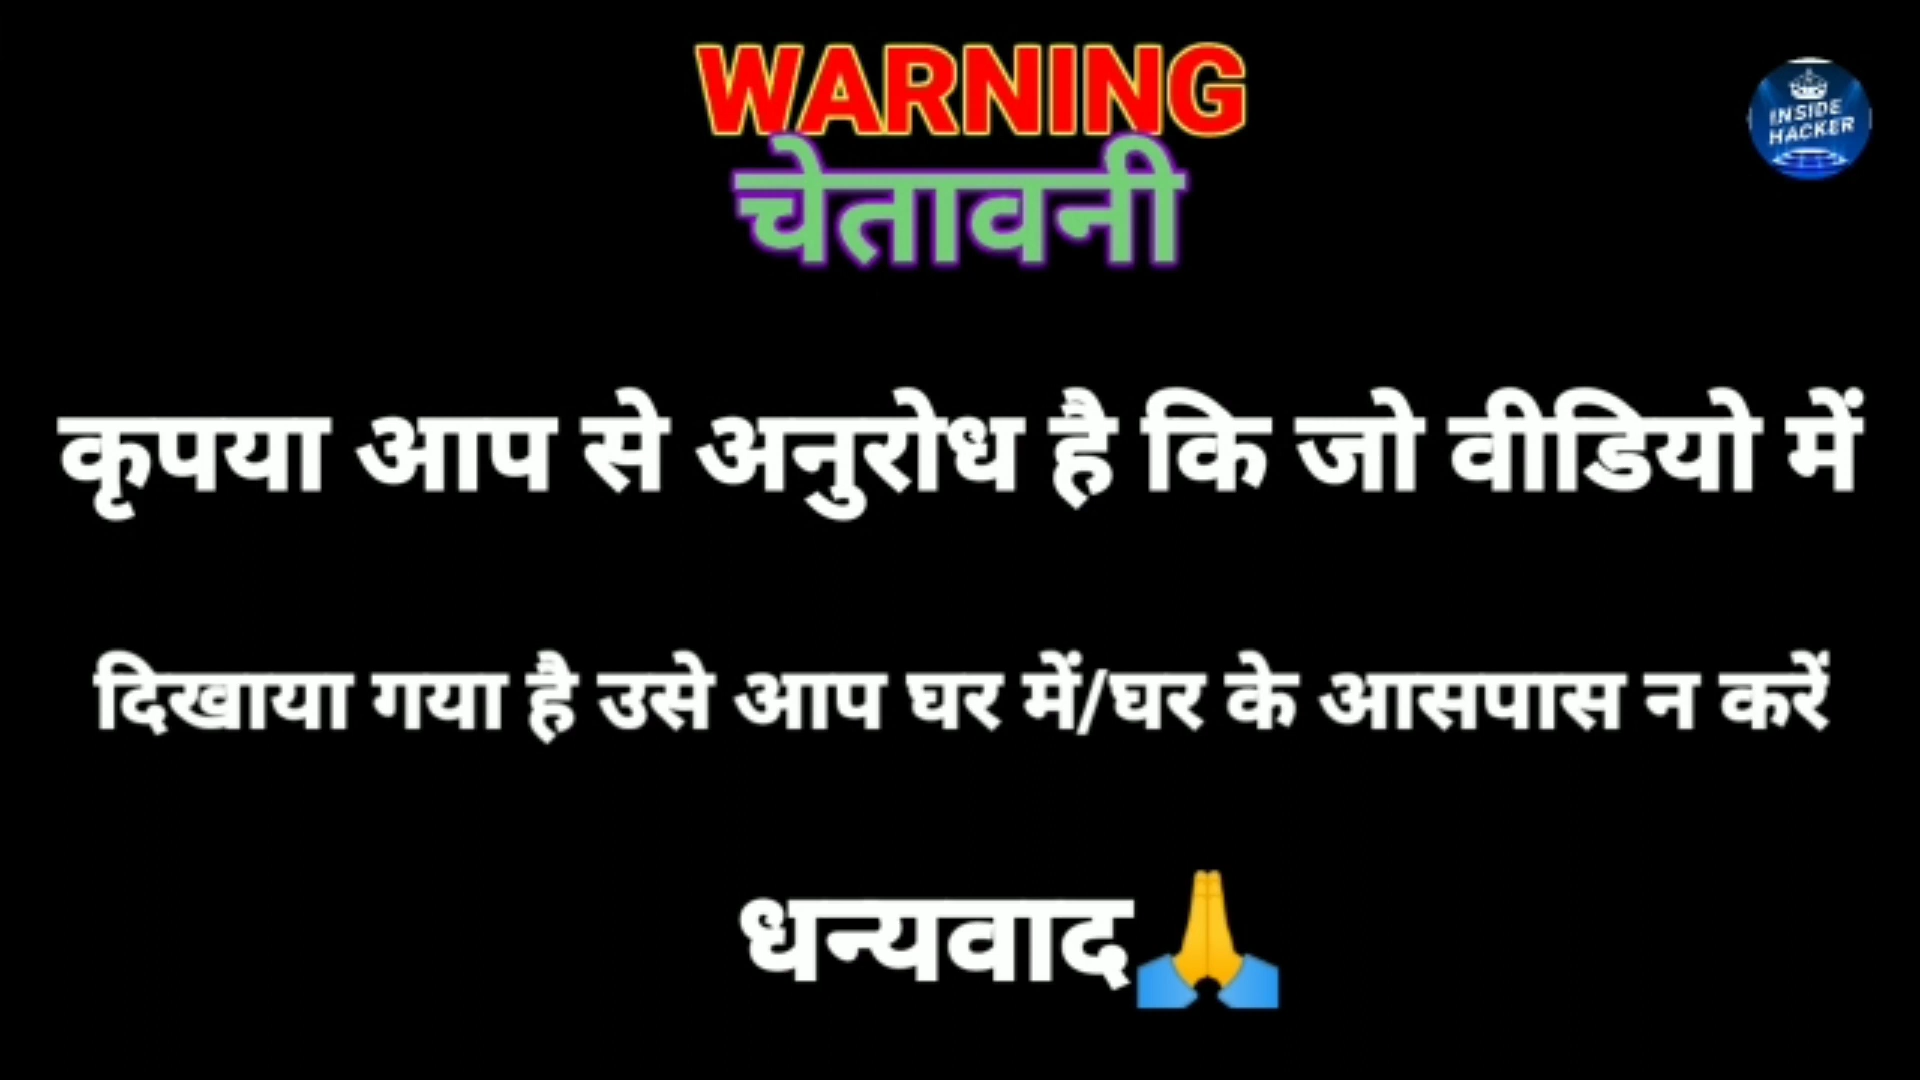 WARNING
INSIDE
HACKER
चेतावनी
कृपया आप से अनुरोध है कि जो वीडियो में
दिखाया गया है उसे आप घर में/घर के आसपास न करें
धन्यवाद🙏